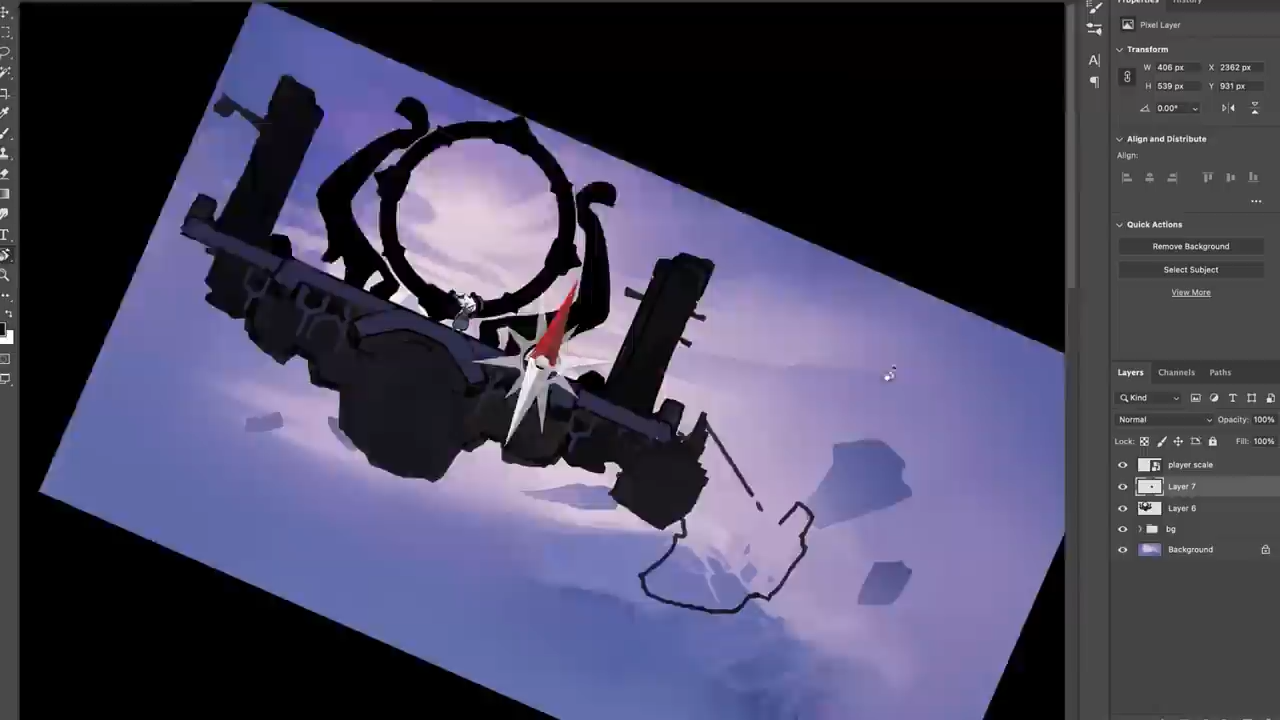 Properties History
Pixel Layer
Transform
W 406 px X 2362 px
H 539 px Y 931 px
0.00°
Align and Distribute
Align:
Quick Actions
Remove Background
Select Subject
View More
Layers Channels Paths
Kind
Normal Opacity: 100%
Lock: Fill: 100%
player scale
Layer 7
Layer 6
bg
Background